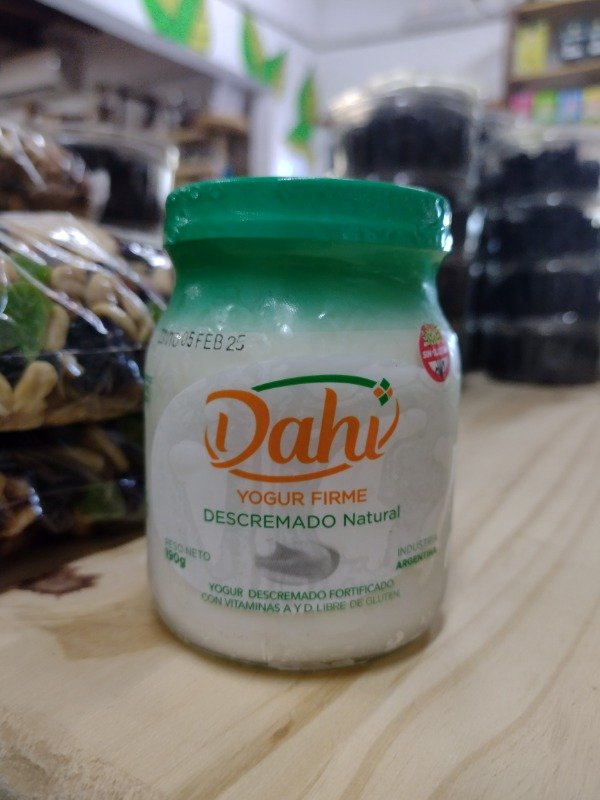 05 FEB 25
Dahi
YOGUR FIRME
DESCREMADO Natural
PESO NETO
190g
INDUSTRIA
ARGENTINA
YOGUR DESCREMADO FORTIFICADO
CON VITAMINAS A Y D. LIBRE DE GLUTEN.